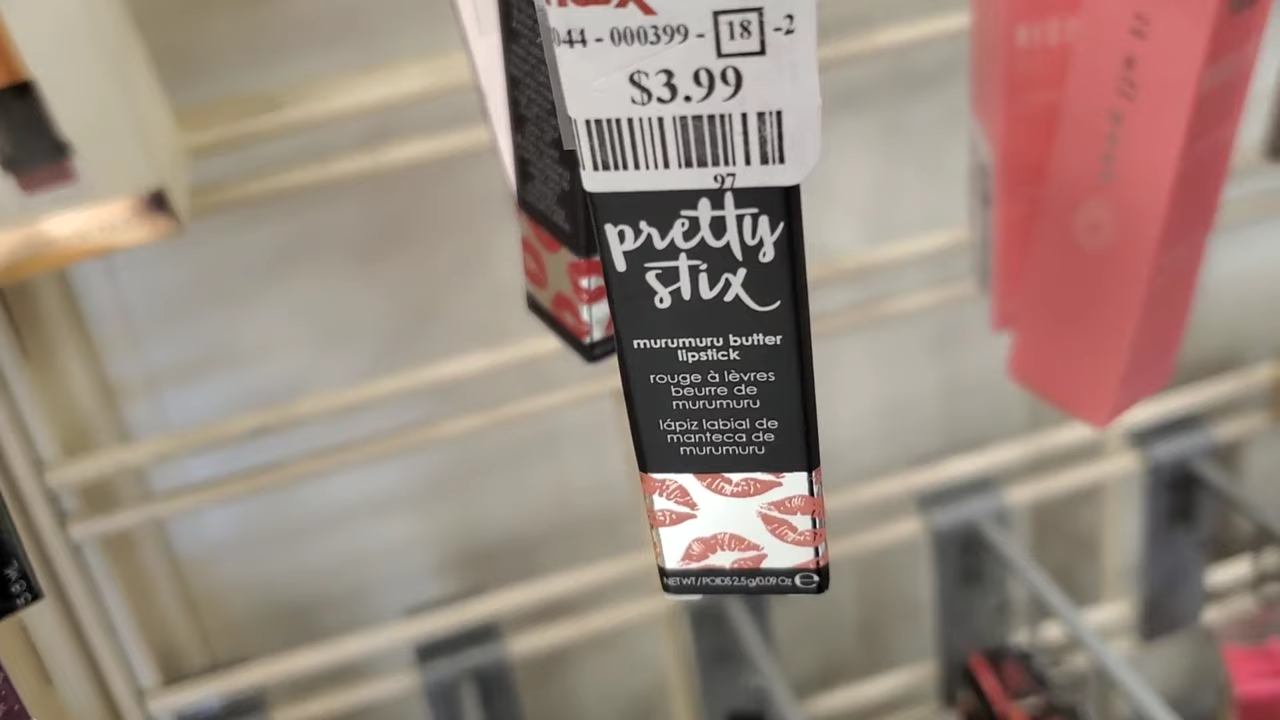 044 - 000399 - 18 -2
$3.99
97
pretty
stix
murumuru butter
lipstick
rouge à lèvres
beurre de
murumuru
lápiz labial de
manteca de
murumuru
NET WT / POIDS 2.5 g/0.09 Oz e